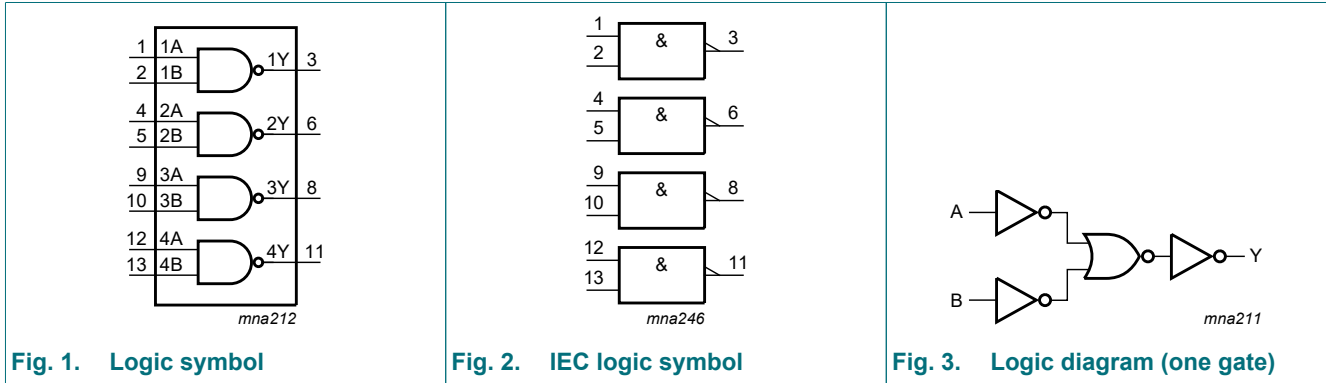 1 1A
2 1B
1Y 3
4 2A
5 2B
2Y 6
9 3A
10 3B
3Y 8
12 4A
13 4B
4Y 11
mna212
Fig. 1. Logic symbol
1
2
&
3
4
5
&
6
9
10
&
8
12
13
&
11
mna246
Fig. 2. IEC logic symbol
A
B
Y
mna211
Fig. 3. Logic diagram (one gate)